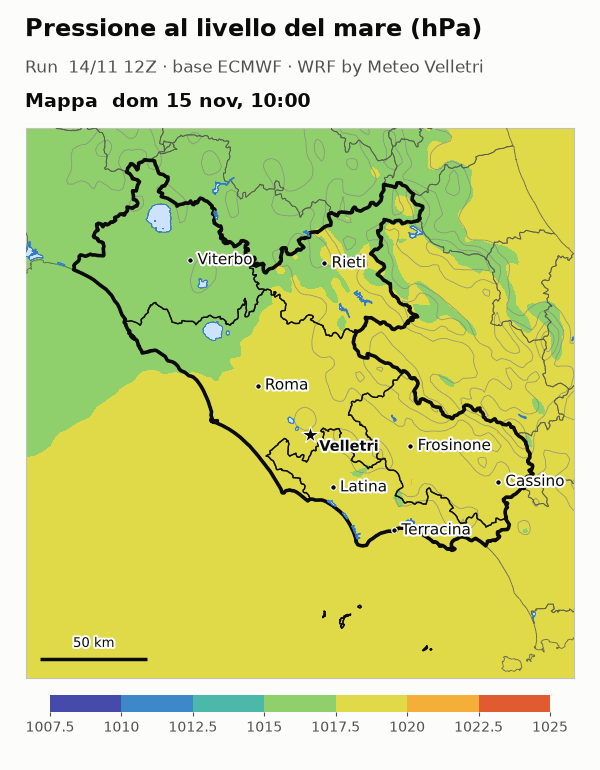 Pressione al livello del mare (hPa)
Run  14/11 12Z · base ECMWF · WRF by Meteo Velletri
Mappa  dom 15 nov, 10:00
Viterbo
Rieti
Roma
Velletri
Frosinone
Latina
Cassino
Terracina
50 km
1007.5 1010 1012.5 1015 1017.5 1020 1022.5 1025